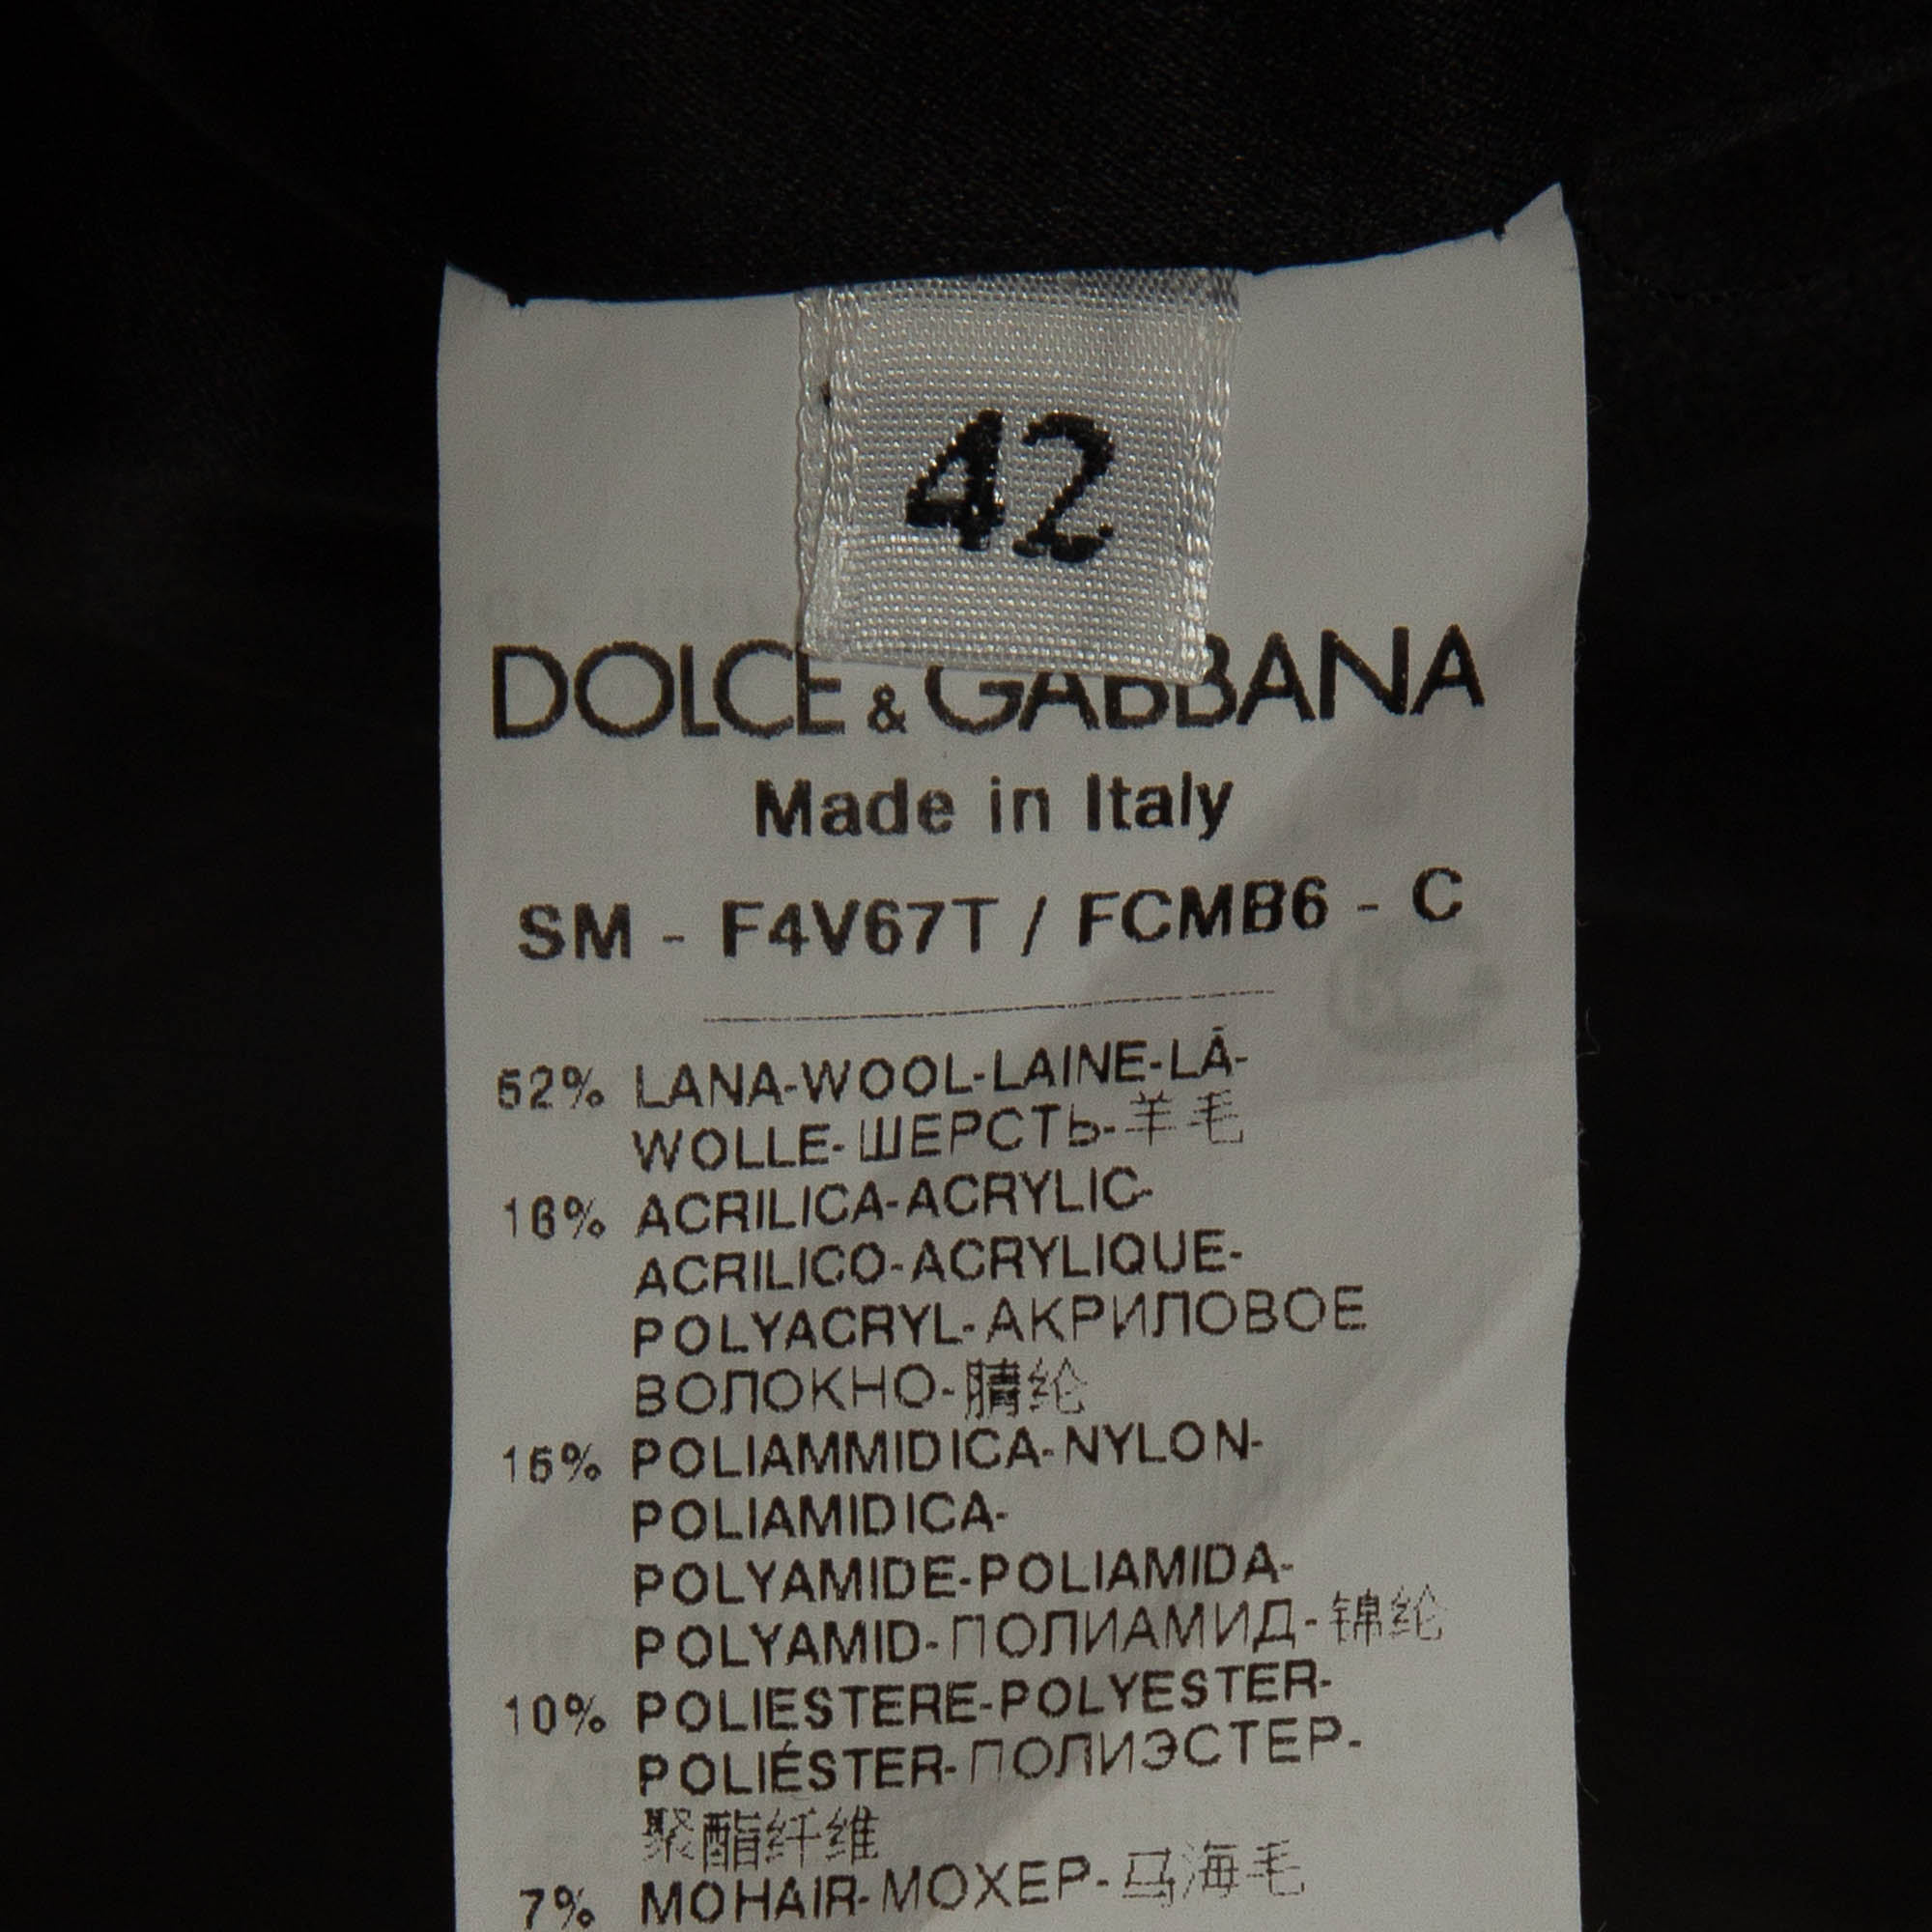 42
DOLCE & GABBANA
Made in Italy
SM - F4V67T / FCMB6 - C
52% LANA-WOOL-LAINE-LÃ-
WOLLE-ШЕРСТЬ-羊毛
16% ACRILICA-ACRYLIC-
ACRILICO-ACRYLIQUE-
POLYACRYL-АКРИЛОВОЕ
ВОЛОКНО-腈纶
15% POLIAMMIDICA-NYLON-
POLIAMIDICA-
POLYAMIDE-POLIAMIDA-
POLYAMID-ПОЛИАМИД-锦纶
10% POLIESTERE-POLYESTER-
POLIÉSTER-ПОЛИЭСТЕР-
聚酯纤维
7% MOHAIR-МОХЕР-马海毛